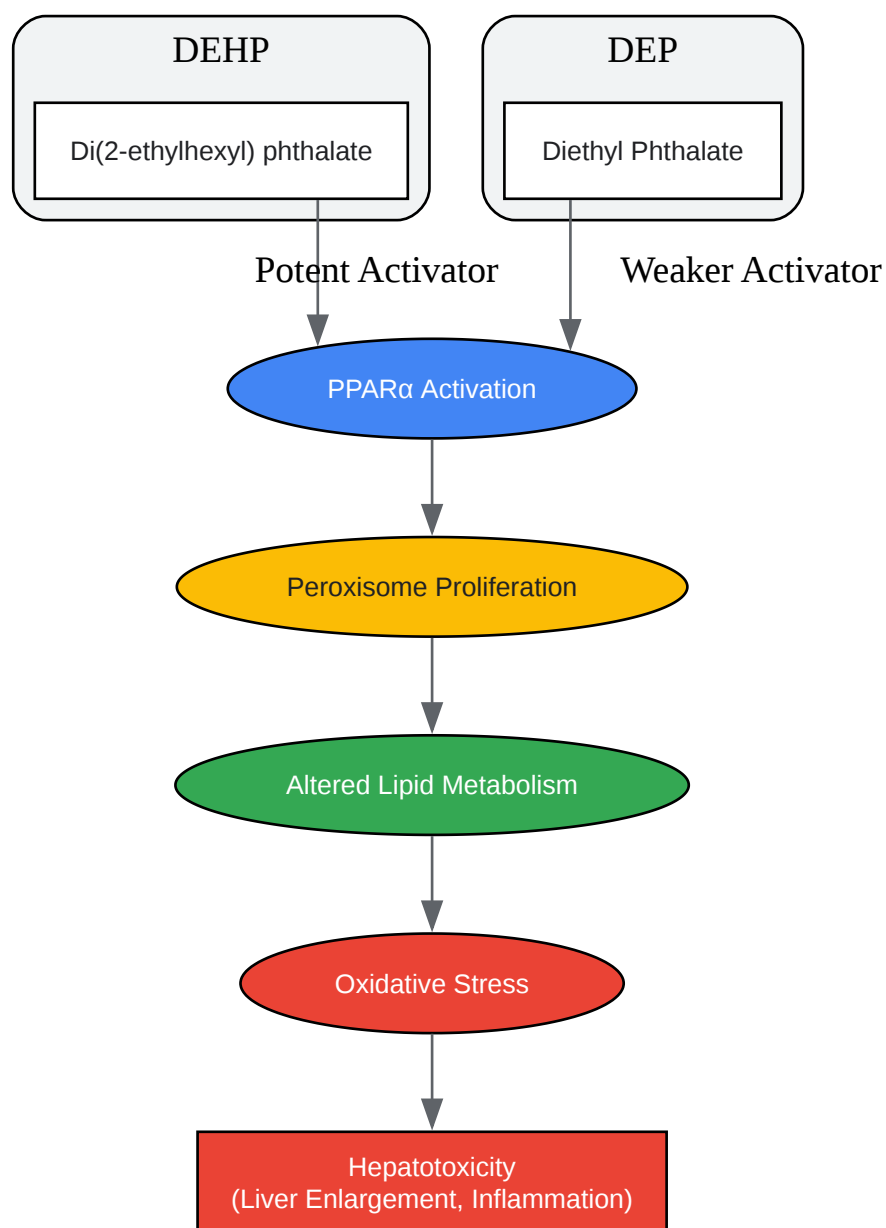 DEHP
DEP
Di(2-ethylhexyl) phthalate
Diethyl Phthalate
Potent Activator
Weaker Activator
PPARα Activation
Peroxisome Proliferation
Altered Lipid Metabolism
Oxidative Stress
Hepatotoxicity
(Liver Enlargement, Inflammation)